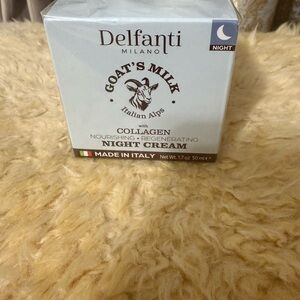 Delfanti
MILANO
NIGHT
GOAT'S MILK
Italian Alps
with
COLLAGEN
NOURISHING • REGENERATING
NIGHT CREAM
MADE IN ITALY Net Wt. 1.7 oz 50 ml e